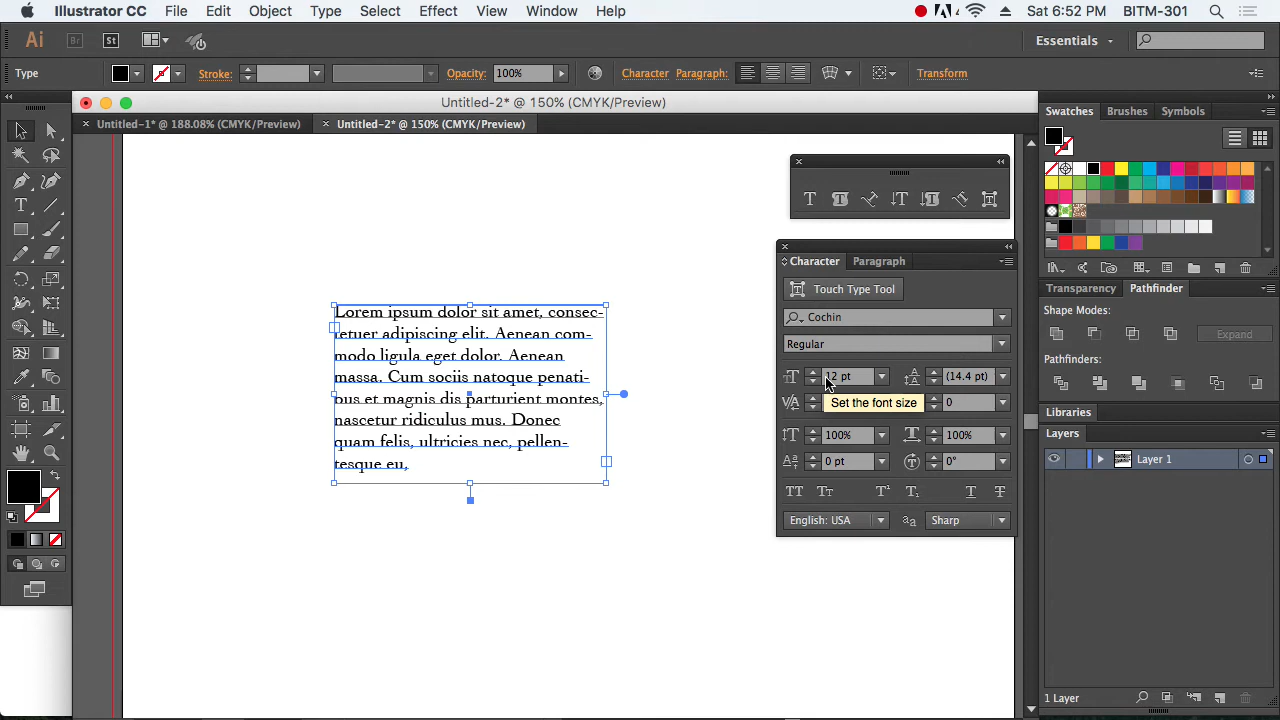 Illustrator CC File Edit Object Type Select Effect View Window Help 4 Sat 6:52 PM BITM-301
Ai Br St Essentials
Type Stroke: Opacity: 100% Character Paragraph: Transform
Untitled-2* @ 150% (CMYK/Preview)
Untitled-1* @ 188.08% (CMYK/Preview) Untitled-2* @ 150% (CMYK/Preview)
Swatches Brushes Symbols
Lorem ipsum dolor sit amet, consec-
tetuer adipiscing elit. Aenean com-
modo ligula eget dolor. Aenean
massa. Cum sociis natoque penati-
bus et magnis dis parturient montes,
nascetur ridiculus mus. Donec
quam felis, ultricies nec, pellen-
tesque eu,
Character Paragraph
Touch Type Tool
Cochin
Regular
12 pt (14.4 pt)
Set the font size 0
100% 100%
0 pt 0°
English: USA Sharp
Transparency Pathfinder
Shape Modes:
Expand
Pathfinders:
Libraries
Layers
Layer 1
1 Layer